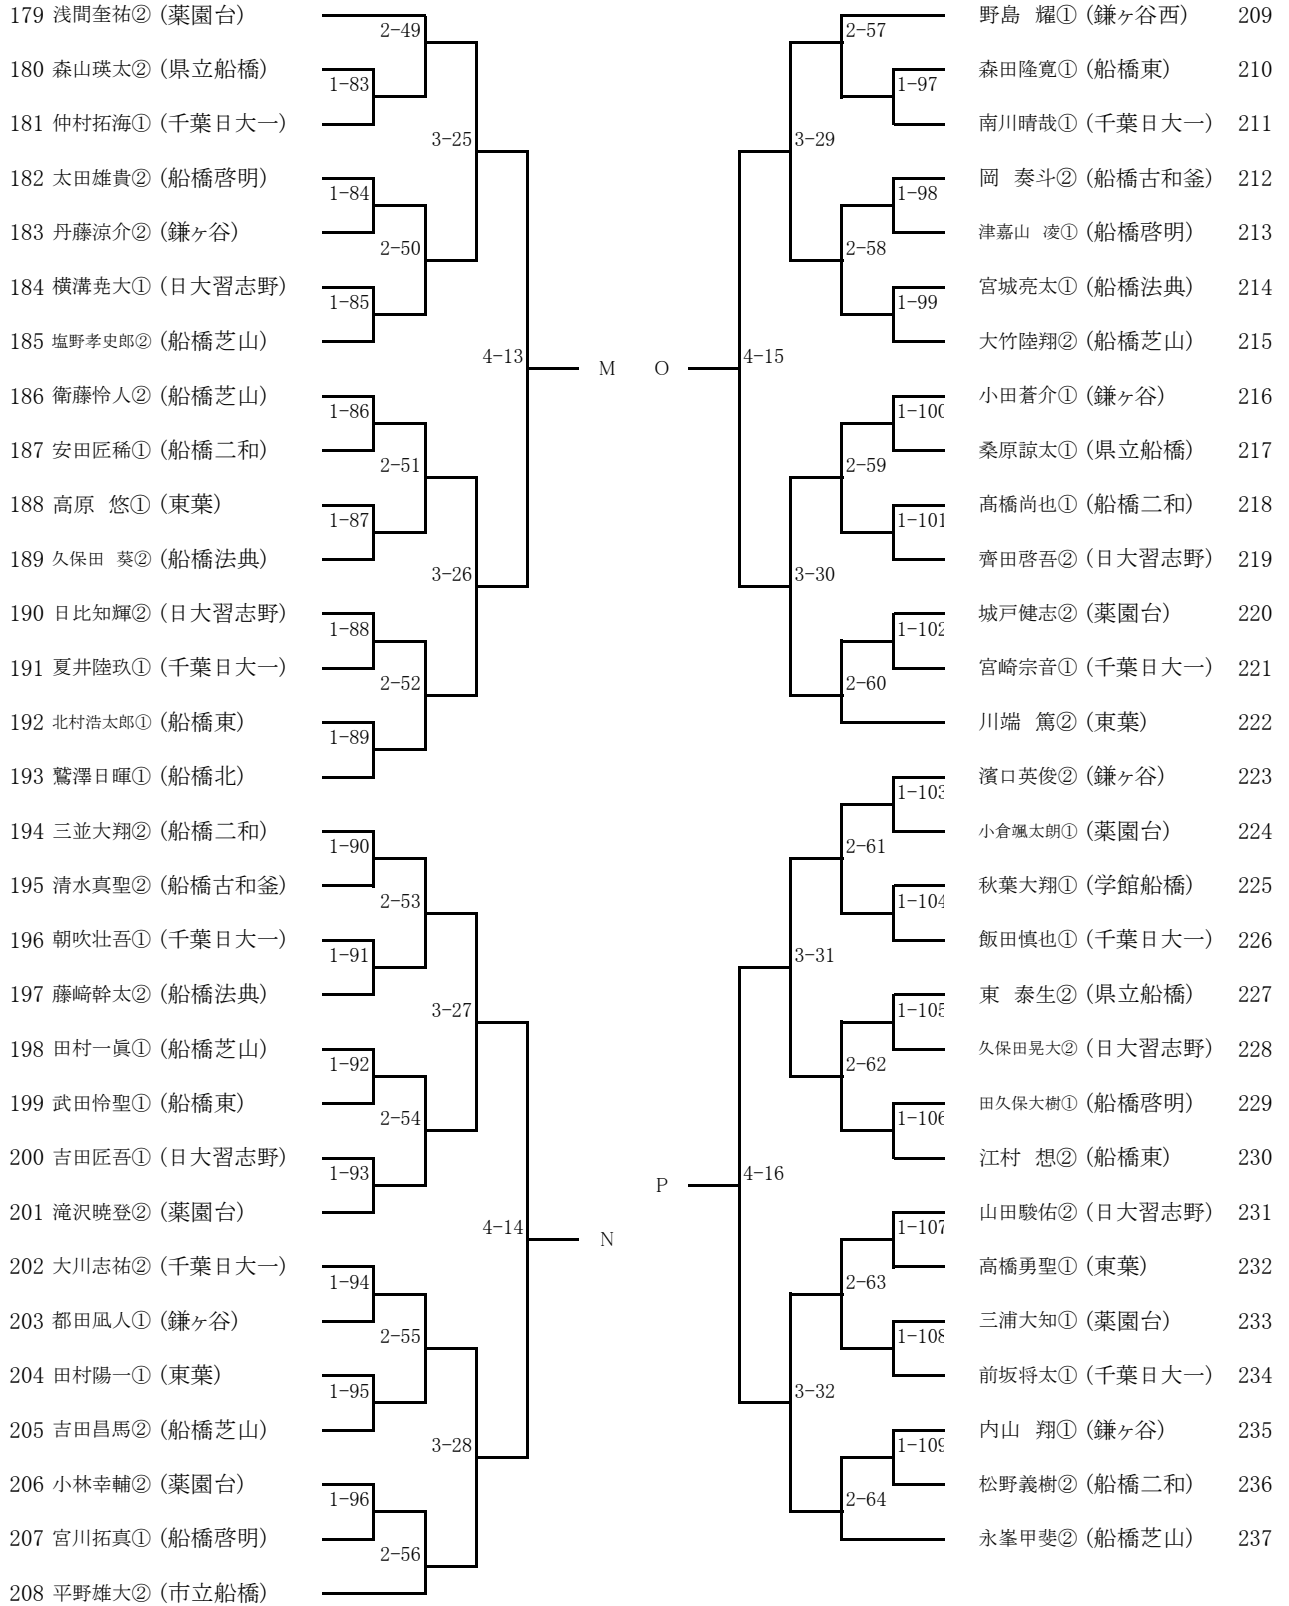 179 浅間奎祐② (薬園台)
2-49
180 森山瑛太② (県立船橋)
1-83
181 仲村拓海① (千葉日大一)
3-25
182 太田雄貴② (船橋啓明)
1-84
183 丹藤涼介② (鎌ヶ谷)
2-50
184 横溝尭大① (日大習志野)
1-85
185 塩野孝史郎② (船橋芝山)
4-13
M
186 衛藤怜人② (船橋芝山)
1-86
187 安田匠稀① (船橋二和)
2-51
188 高原 悠① (東葉)
1-87
189 久保田 葵② (船橋法典)
3-26
190 日比知輝② (日大習志野)
1-88
191 夏井陸玖① (千葉日大一)
2-52
192 北村浩太郎① (船橋東)
1-89
193 鷲澤日暉① (船橋北)
194 三並大翔② (船橋二和)
1-90
195 清水真聖② (船橋古和釜)
2-53
196 朝吹壮吾① (千葉日大一)
1-91
197 藤﨑幹太② (船橋法典)
3-27
198 田村一眞① (船橋芝山)
1-92
199 武田怜聖① (船橋東)
2-54
200 吉田匠吾① (日大習志野)
1-93
201 滝沢暁登② (薬園台)
4-14
N
202 大川志祐② (千葉日大一)
1-94
203 都田凪人① (鎌ヶ谷)
2-55
204 田村陽一① (東葉)
1-95
205 吉田昌馬② (船橋芝山)
3-28
206 小林幸輔② (薬園台)
1-96
207 宮川拓真① (船橋啓明)
2-56
208 平野雄大② (市立船橋)
野島 耀① (鎌ヶ谷西) 209
2-57
森田隆寛① (船橋東) 210
1-97
南川晴哉① (千葉日大一) 211
3-29
岡 奏斗② (船橋古和釜) 212
1-98
津嘉山 凌① (船橋啓明) 213
2-58
宮城亮太① (船橋法典) 214
1-99
大竹陸翔② (船橋芝山) 215
O
4-15
小田蒼介① (鎌ヶ谷) 216
1-100
桑原諒太① (県立船橋) 217
2-59
髙橋尚也① (船橋二和) 218
1-101
齊田啓吾② (日大習志野) 219
3-30
城戸健志② (薬園台) 220
1-102
宮崎宗音① (千葉日大一) 221
2-60
川端 篤② (東葉) 222
濱口英俊② (鎌ヶ谷) 223
1-103
小倉颯太朗① (薬園台) 224
2-61
秋葉大翔① (学館船橋) 225
1-104
飯田慎也① (千葉日大一) 226
3-31
東 泰生② (県立船橋) 227
1-105
久保田晃大② (日大習志野) 228
2-62
田久保大樹① (船橋啓明) 229
1-106
江村 想② (船橋東) 230
P
4-16
山田駿佑② (日大習志野) 231
1-107
高橋勇聖① (東葉) 232
2-63
三浦大知① (薬園台) 233
1-108
前坂将太① (千葉日大一) 234
3-32
内山 翔① (鎌ヶ谷) 235
1-109
松野義樹② (船橋二和) 236
2-64
永峯甲斐② (船橋芝山) 237